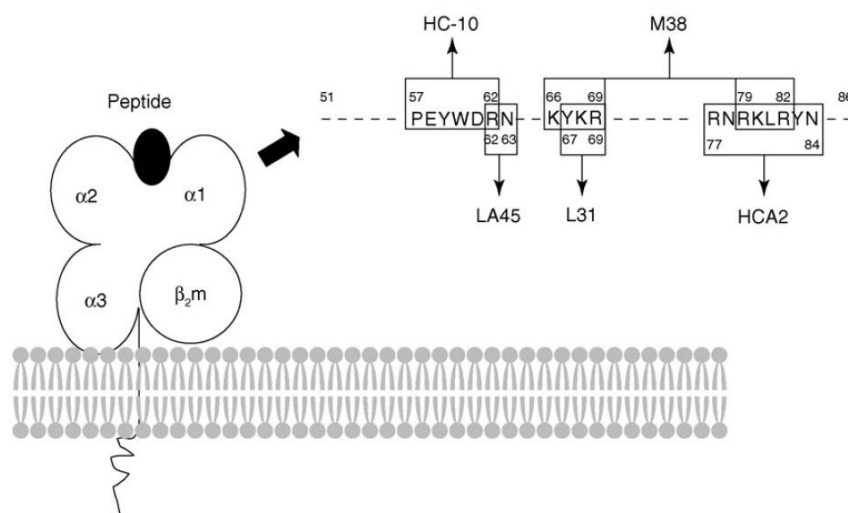 HC-10 M38
Peptide
51 57 62 66 69 79 82 86
PEYWDRN KYKR RNRKLRYN
62 63 67 69 77 84
α2 α1
LA45 L31 HCA2
α3 β₂m